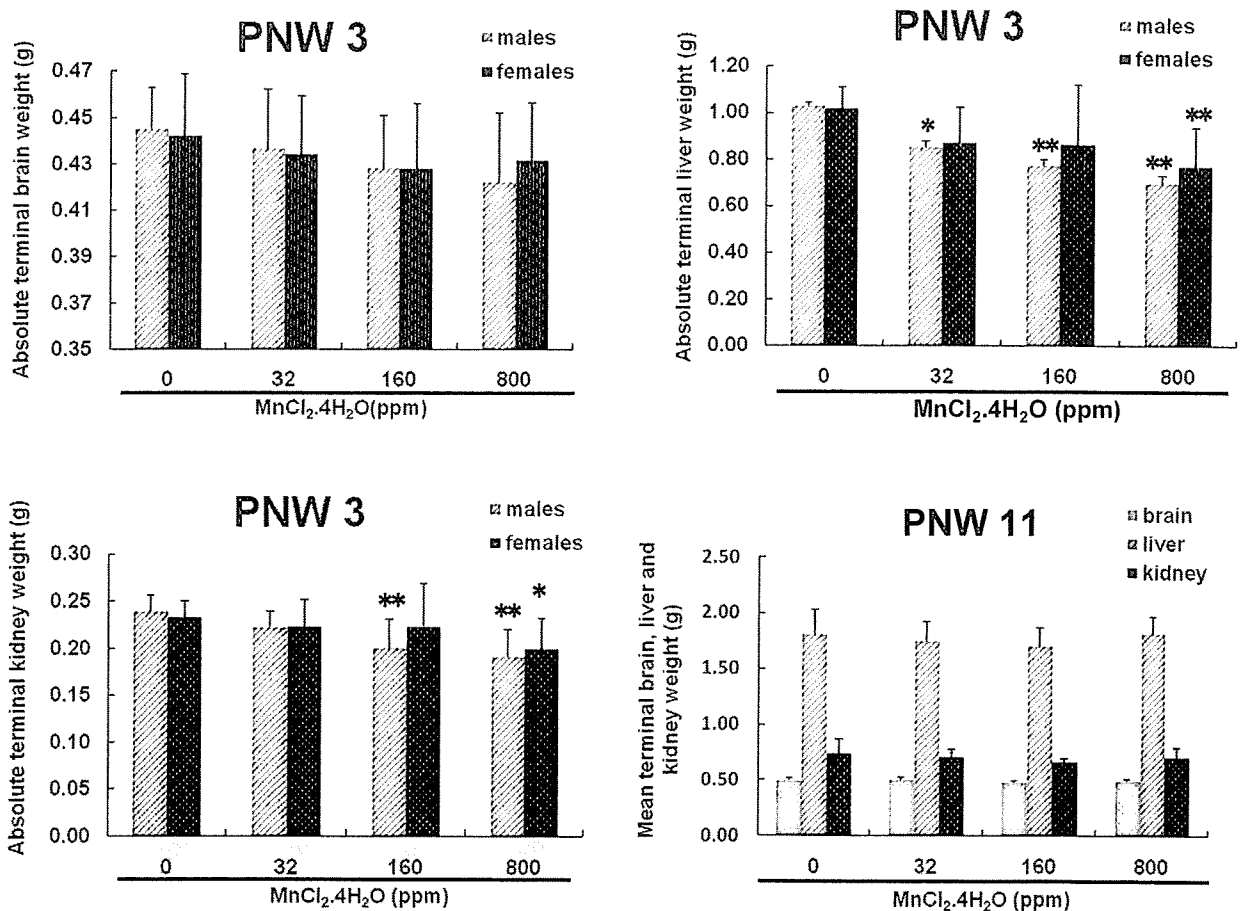 PNW 3
males
females
Absolute terminal brain weight (g)
0.47
0.45
0.43
0.41
0.39
0.37
0.35
0 32 160 800
MnCl₂.4H₂O(ppm)
PNW 3
males
females
Absolute terminal liver weight (g)
1.20
1.00
0.80
0.60
0.40
0.20
0.00
*
**
**
**
0 32 160 800
MnCl₂.4H₂O (ppm)
PNW 3
males
females
Absolute terminal kidney weight (g)
0.30
0.25
0.20
0.15
0.10
0.05
0.00
**
**
*
0 32 160 800
MnCl₂.4H₂O (ppm)
PNW 11
brain
liver
kidney
Mean terminal brain, liver and
kidney weight (g)
2.50
2.00
1.50
1.00
0.50
0.00
0 32 160 800
MnCl₂.4H₂O (ppm)